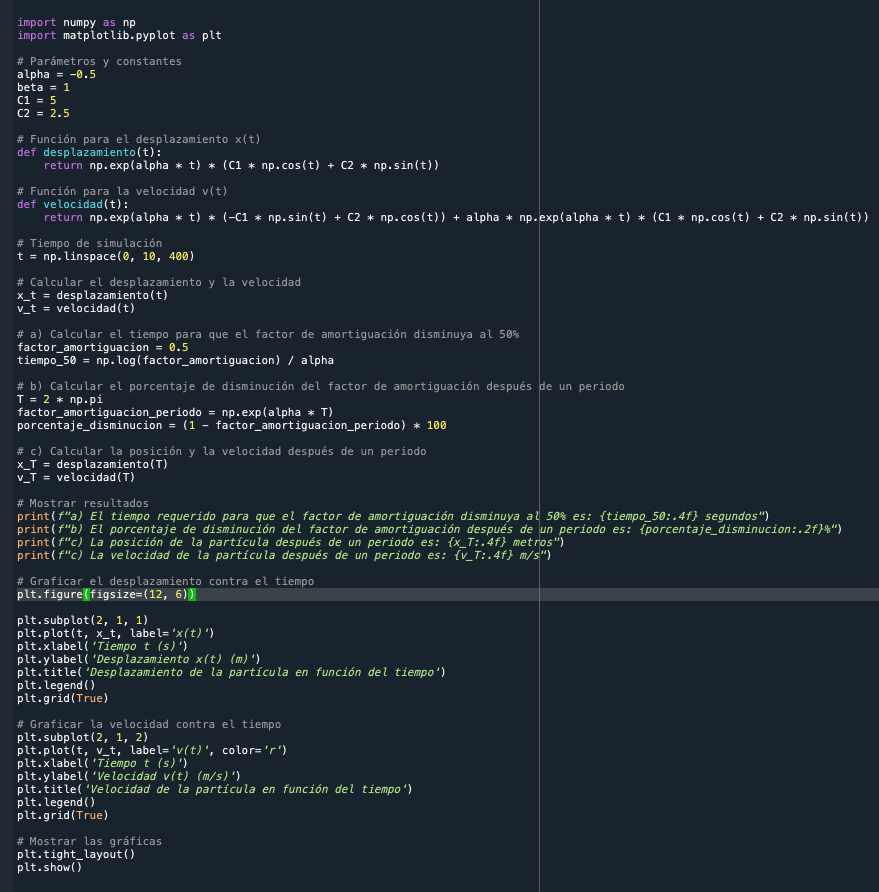 import numpy as np
import matplotlib.pyplot as plt
# Parámetros y constantes
alpha = -0.5
beta = 1
C1 = 5
C2 = 2.5
# Función para el desplazamiento x(t)
def desplazamiento(t):
    return np.exp(alpha * t) * (C1 * np.cos(t) + C2 * np.sin(t))
# Función para la velocidad v(t)
def velocidad(t):
    return np.exp(alpha * t) * (-C1 * np.sin(t) + C2 * np.cos(t)) + alpha * np.exp(alpha * t) * (C1 * np.cos(t) + C2 * np.sin(t))
# Tiempo de simulación
t = np.linspace(0, 10, 400)
# Calcular el desplazamiento y la velocidad
x_t = desplazamiento(t)
v_t = velocidad(t)
# a) Calcular el tiempo para que el factor de amortiguación disminuya al 50%
factor_amortiguacion = 0.5
tiempo_50 = np.log(factor_amortiguacion) / alpha
# b) Calcular el porcentaje de disminución del factor de amortiguación después de un periodo
T = 2 * np.pi
factor_amortiguacion_periodo = np.exp(alpha * T)
porcentaje_disminucion = (1 - factor_amortiguacion_periodo) * 100
# c) Calcular la posición y la velocidad después de un periodo
x_T = desplazamiento(T)
v_T = velocidad(T)
# Mostrar resultados
print(f"a) El tiempo requerido para que el factor de amortiguación disminuya al 50% es: {tiempo_50:.4f} segundos")
print(f"b) El porcentaje de disminución del factor de amortiguación después de un periodo es: {porcentaje_disminucion:.2f}%")
print(f"c) La posición de la partícula después de un periodo es: {x_T:.4f} metros")
print(f"c) La velocidad de la partícula después de un periodo es: {v_T:.4f} m/s")
# Graficar el desplazamiento contra el tiempo
plt.figure(figsize=(12, 6))
plt.subplot(2, 1, 1)
plt.plot(t, x_t, label='x(t)')
plt.xlabel('Tiempo t (s)')
plt.ylabel('Desplazamiento x(t) (m)')
plt.title('Desplazamiento de la partícula en función del tiempo')
plt.legend()
plt.grid(True)
# Graficar la velocidad contra el tiempo
plt.subplot(2, 1, 2)
plt.plot(t, v_t, label='v(t)', color='r')
plt.xlabel('Tiempo t (s)')
plt.ylabel('Velocidad v(t) (m/s)')
plt.title('Velocidad de la partícula en función del tiempo')
plt.legend()
plt.grid(True)
# Mostrar las gráficas
plt.tight_layout()
plt.show()